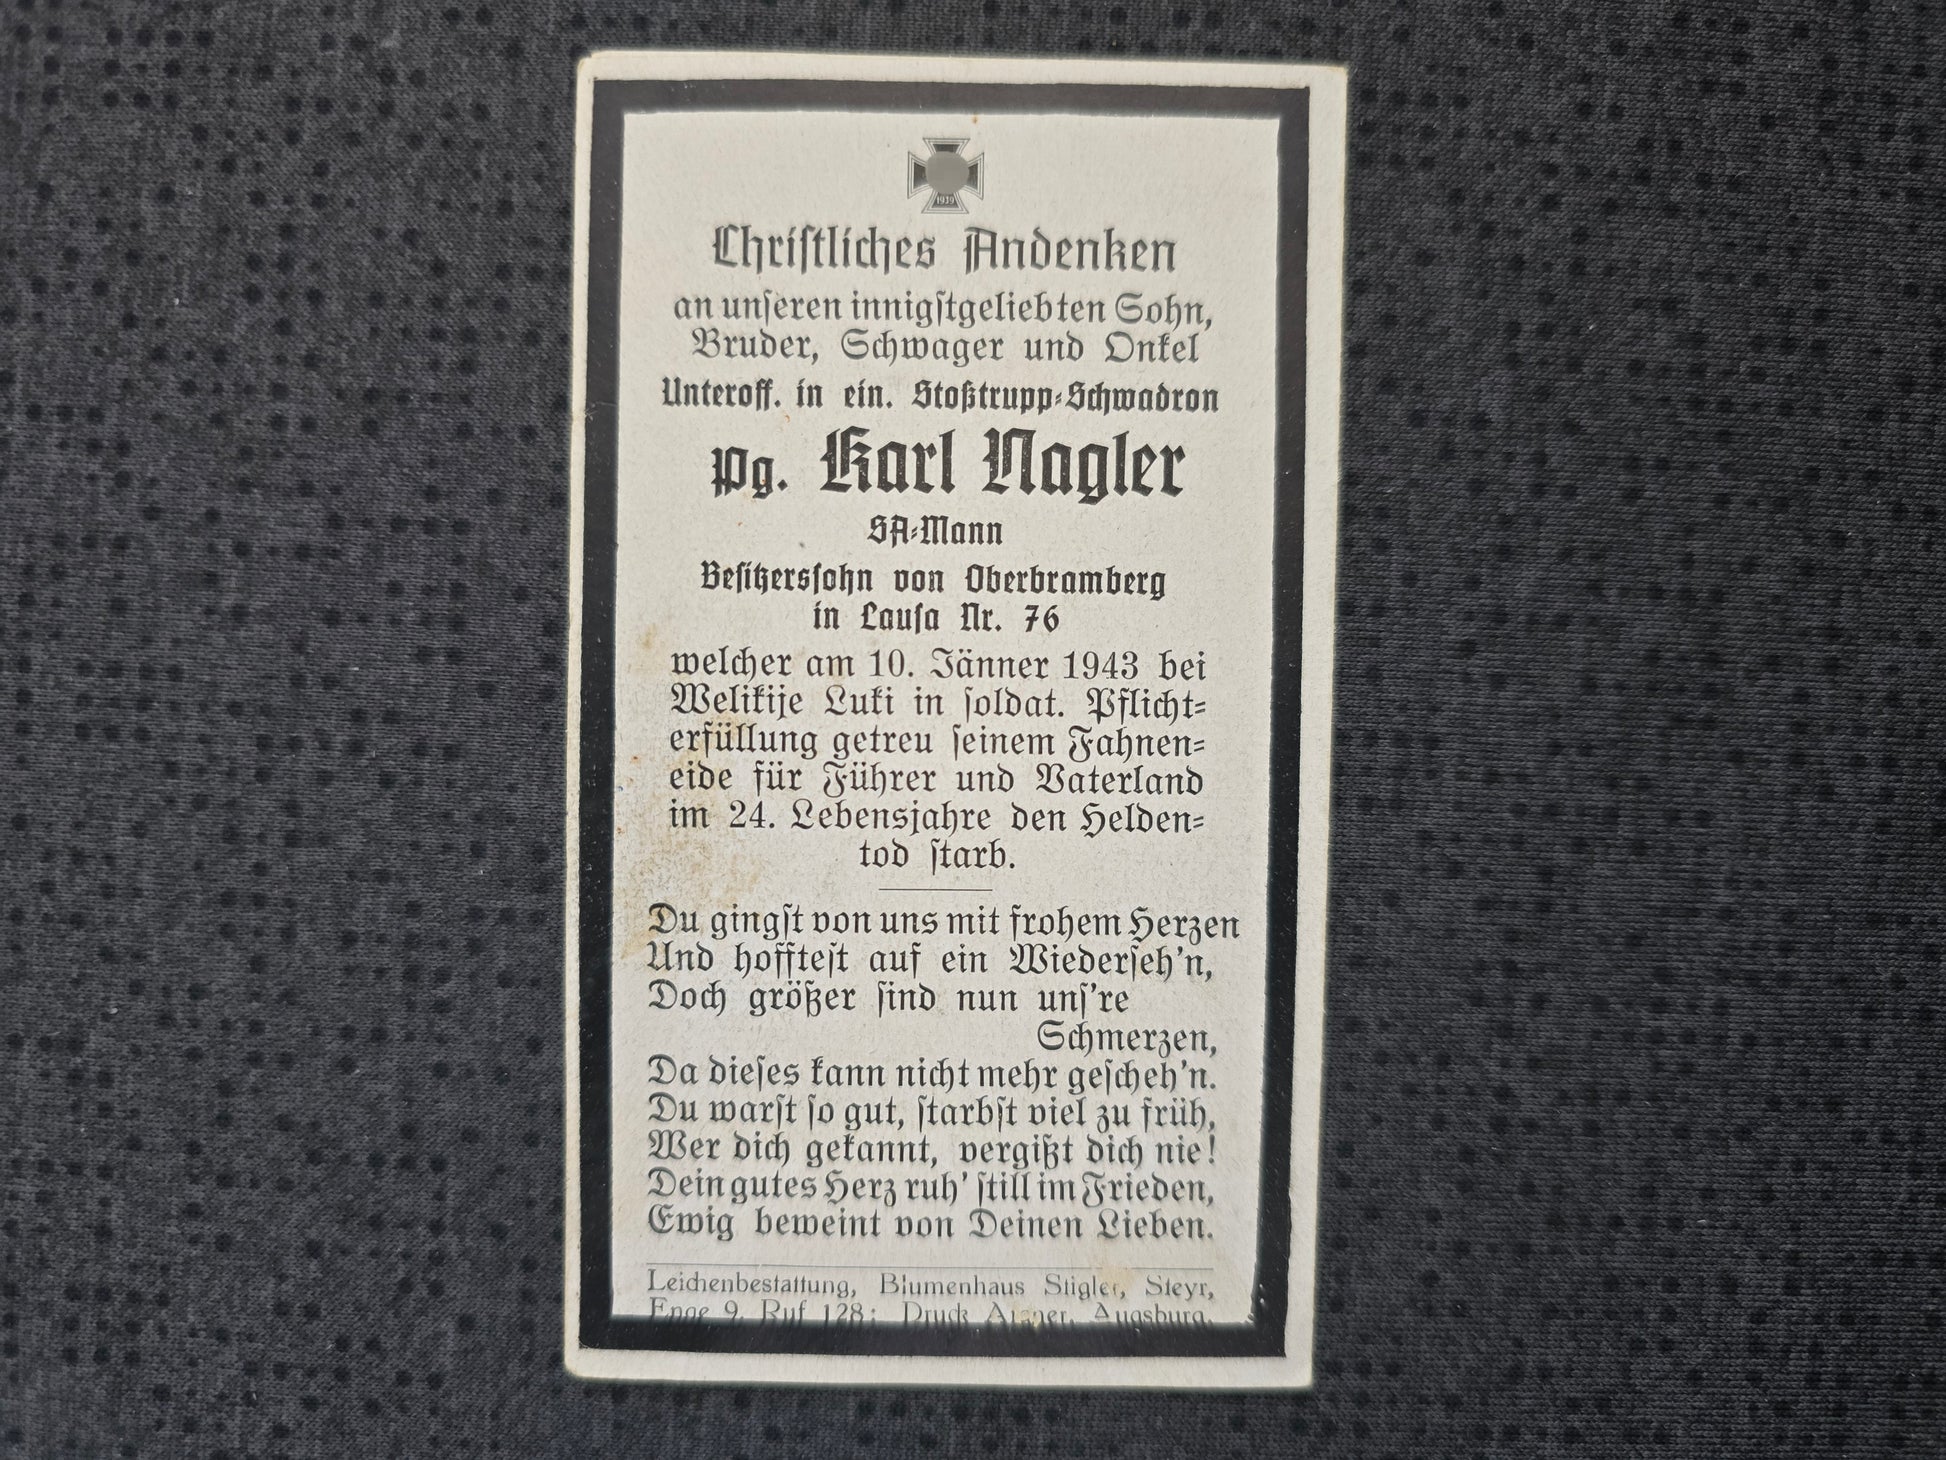 1939
Christliches Andenken
an unseren innigstgeliebten Sohn,
Bruder, Schwager und Onkel
Unteroff. in ein. Stoßtrupp-Schwadron
Pg. Karl Nagler
SA-Mann
Besitzerssohn von Oberbramberg
in Lausa Nr. 76
welcher am 10. Jänner 1943 bei
Welikije Luki in soldat. Pflicht-
erfüllung getreu seinem Fahnen-
eide für Führer und Vaterland
im 24. Lebensjahre den Helden-
tod starb.
Du gingst von uns mit frohem Herzen
Und hofftest auf ein Wiederseh'n,
Doch größer sind nun uns're
Schmerzen,
Da dieses kann nicht mehr gescheh'n.
Du warst so gut, starbst viel zu früh,
Wer dich gekannt, vergißt dich nie!
Dein gutes Herz ruh' still im Frieden,
Ewig beweint von Deinen Lieben.
Leichenbestattung, Blumenhaus Stigler, Steyr,
Enge 9. Ruf 128; Druck Augsburg.